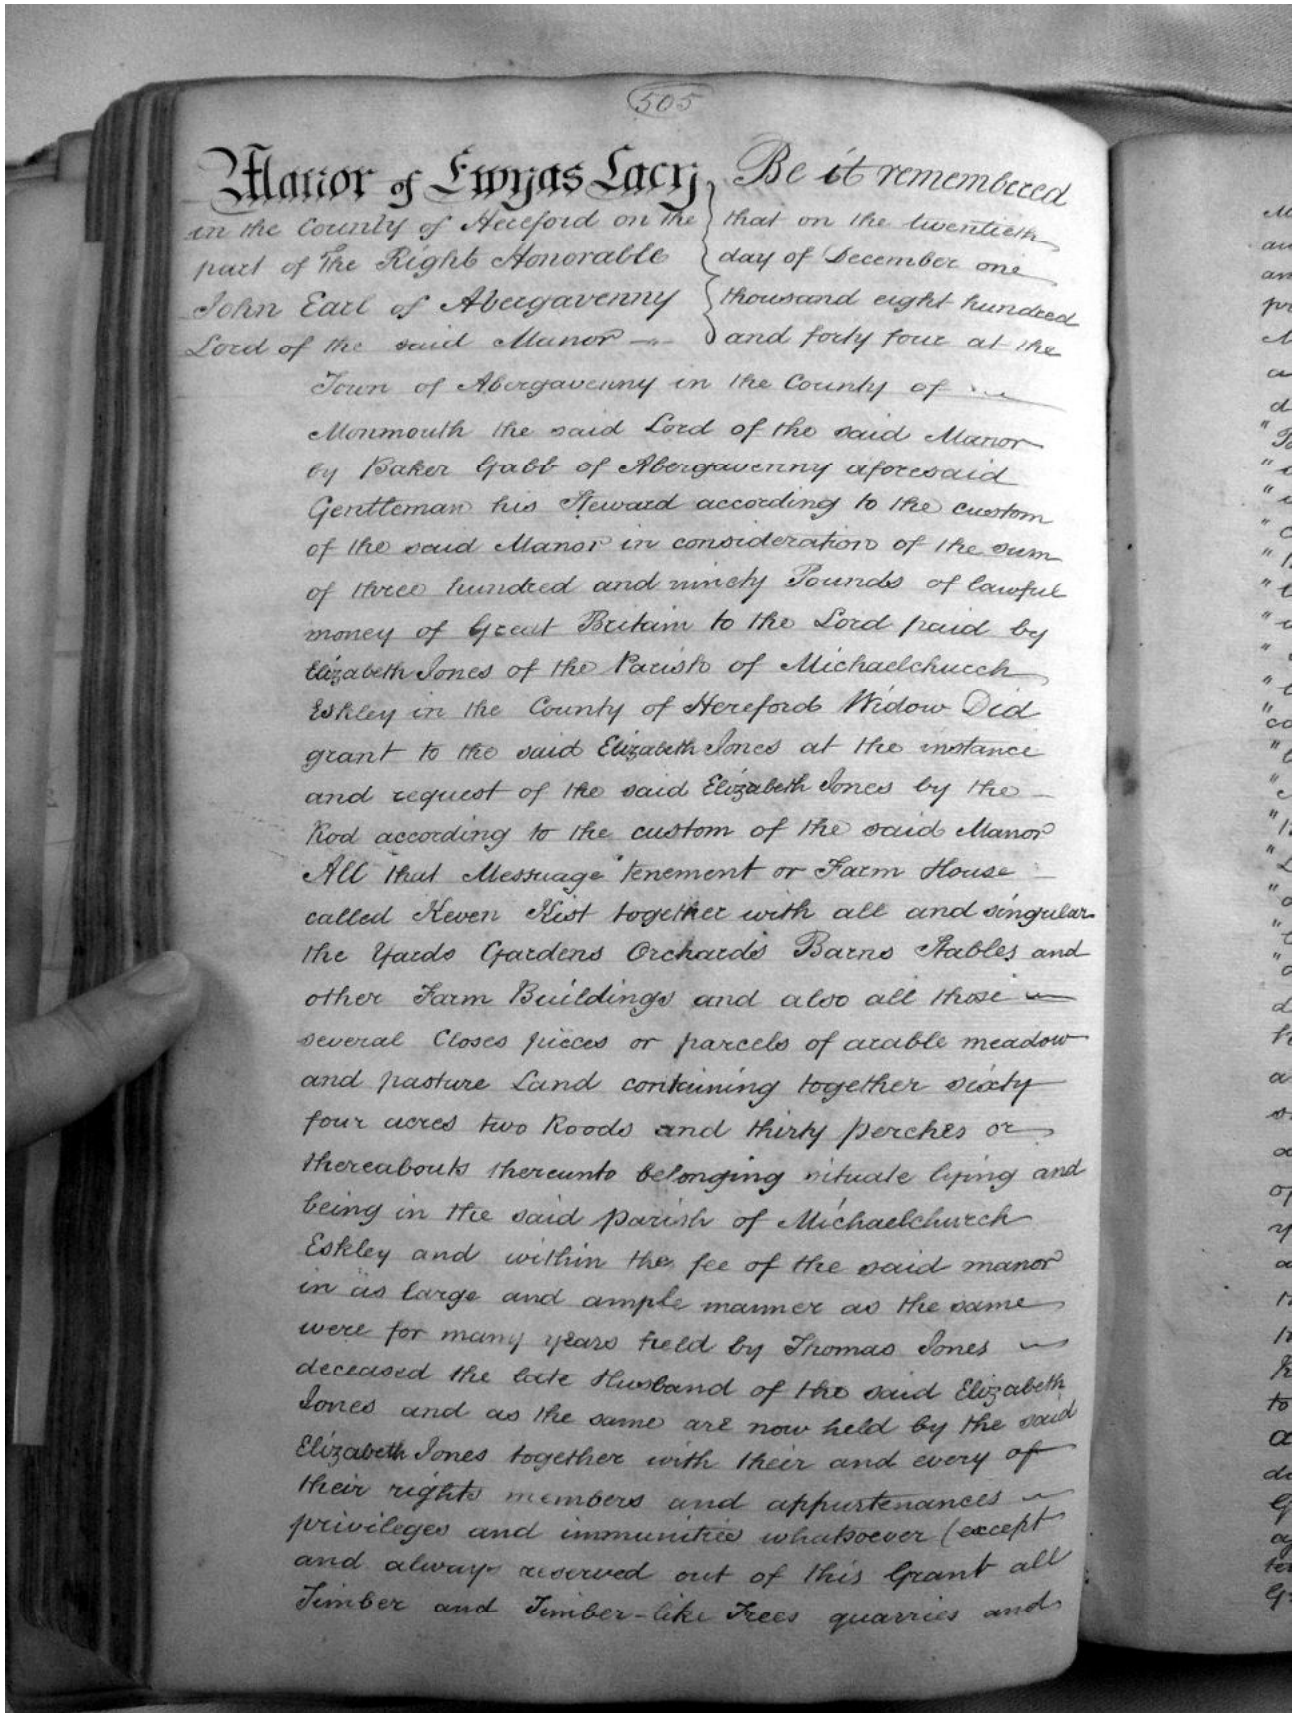 505
Manor of Ewyas Lacy
in the County of Hereford on the
part of The Right Honorable
John Earl of Abergavenny
Lord of the said Manor
Be it remembered
that on the twentieth
day of December one
thousand eight hundred
and forty four at the
Town of Abergavenny in the County of
Monmouth the said Lord of the said Manor
by Baker Gabb of Abergavenny aforesaid
Gentleman his Steward according to the custom
of the said Manor in consideration of the sum
of three hundred and ninety Pounds of lawful
money of Great Britain to the Lord paid by
Elizabeth Jones of the Parish of Michaelchurch
Eskley in the County of Hereford Widow Did
grant to the said Elizabeth Jones at the instance
and request of the said Elizabeth Jones by the
Rod according to the custom of the said Manor
All that Messuage tenement or Farm House
called Keven Kist together with all and singular
the Yards Gardens Orchards Barns Stables and
other Farm Buildings and also all those
several Closes pieces or parcels of arable meadow
and pasture Land containing together sixty
four acres two Roods and thirty perches or
thereabouts thereunto belonging situate lying and
being in the said parish of Michaelchurch
Eskley and within the fee of the said manor
in as large and ample manner as the same
were for many years held by Thomas Jones
deceased the late Husband of the said Elizabeth
Jones and as the same are now held by the said
Elizabeth Jones together with their and every of
their rights members and appurtenances
privileges and immunities whatsoever (except
and always reserved out of this Grant all
Timber and Timber-like Trees quarries and